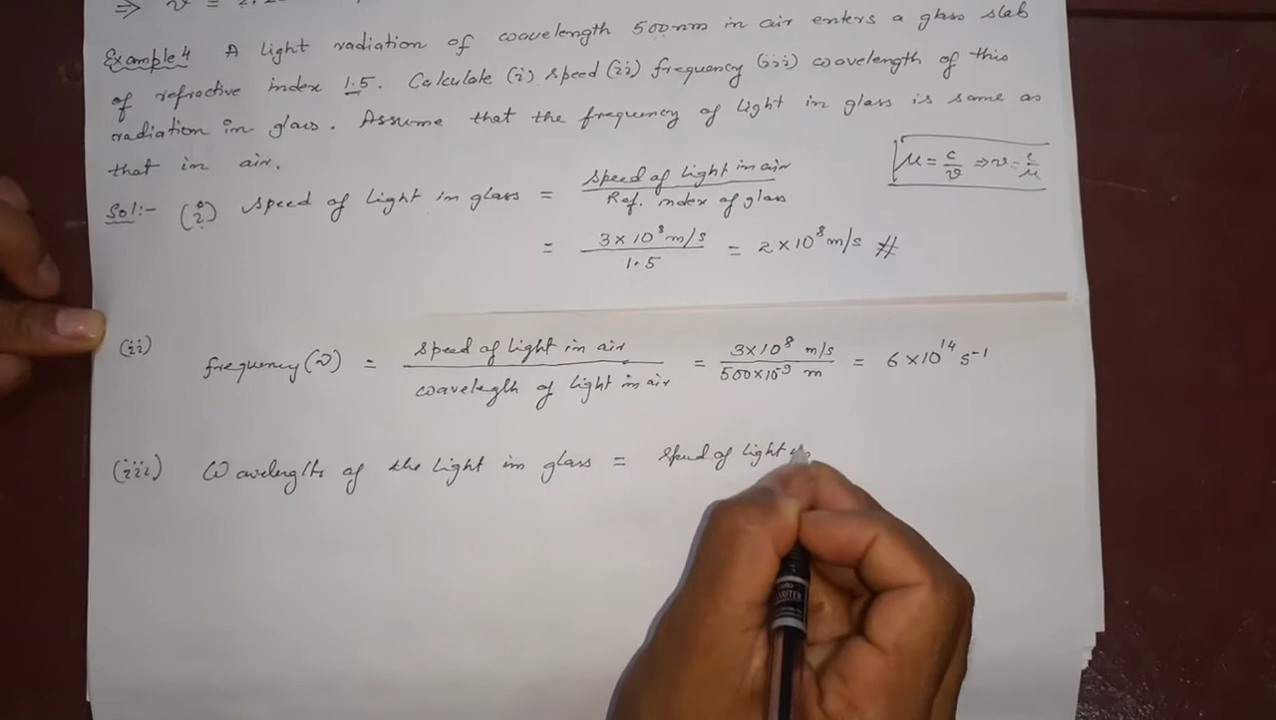 ⇒ v = 2.2
Example 4 A light radiation of wavelength 500nm in air enters a glass slab
of refractive index 1.5. Calculate (i) speed (ii) frequency (iii) wavelength of this
radiation in glass. Assume that the frequency of light in glass is same as
that in air.
μ = c/v ⇒ v = c/μ
Sol:- (i) speed of light in glass = speed of light in air / Ref. index of glass
= 3 × 10⁸ m/s / 1.5 = 2 × 10⁸ m/s #
(ii) frequency (ν) = speed of light in air / wavelegth of light in air = 3×10⁸ m/s / 500×10⁻⁹ m = 6 × 10¹⁴ s⁻¹
(iii) Wavelength of the light in glass = speed of light